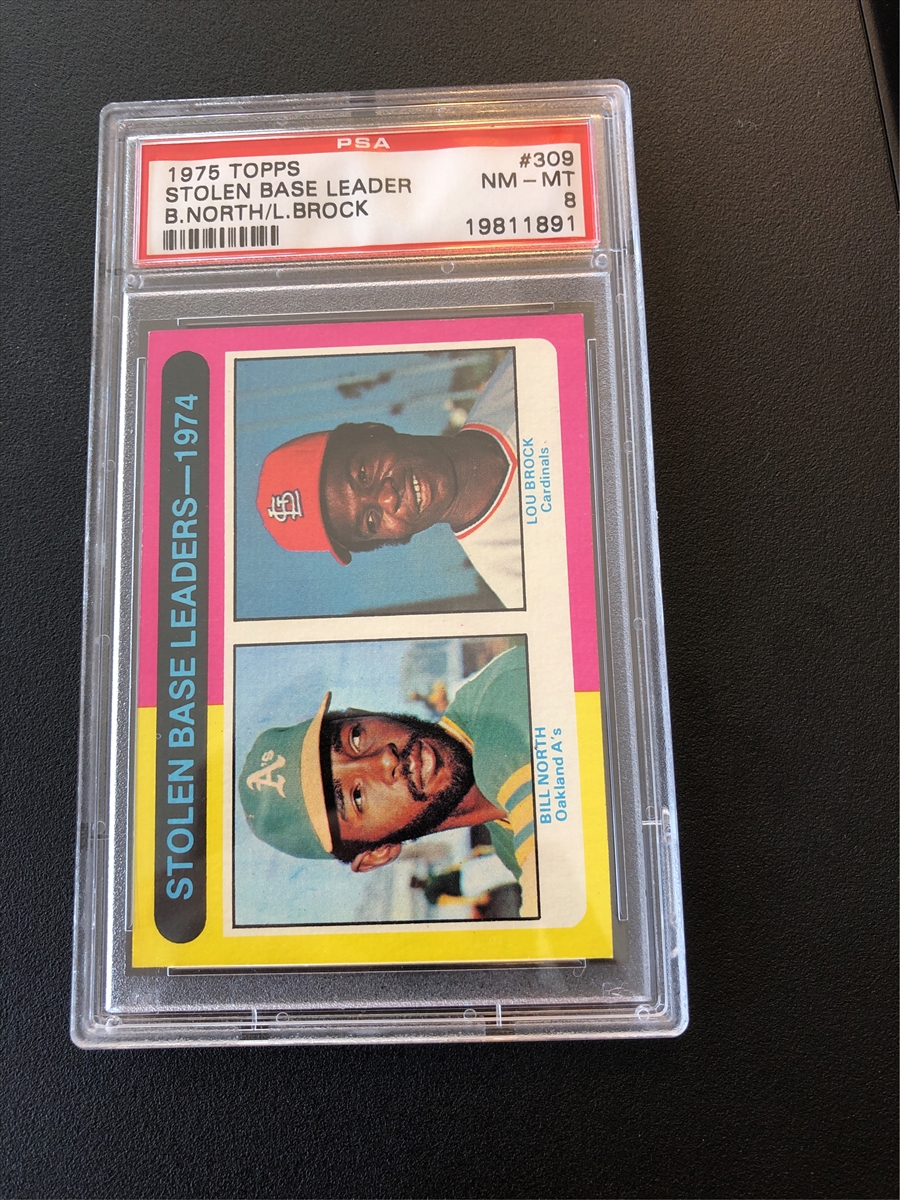 PSA
1975 TOPPS #309
STOLEN BASE LEADER NM-MT
B.NORTH/L.BROCK 8
19811891
STOLEN BASE LEADERS—1974
A's
BILL NORTH
Oakland A's
StL
LOU BROCK
Cardinals